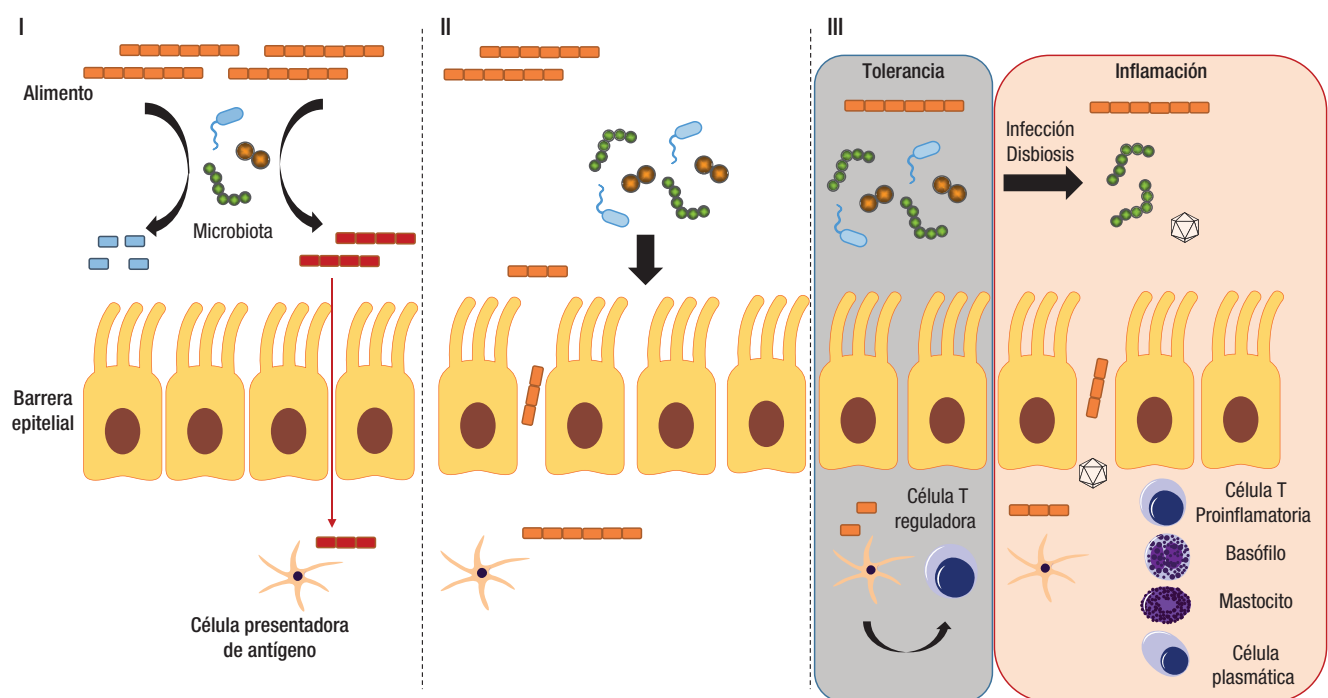 I
Alimento
Microbiota
Barrera
epitelial
Célula presentadora
de antígeno
II
III
Tolerancia
Célula T
reguladora
Inflamación
Infección
Disbiosis
Célula T
Proinflamatoria
Basófilo
Mastocito
Célula
plasmática